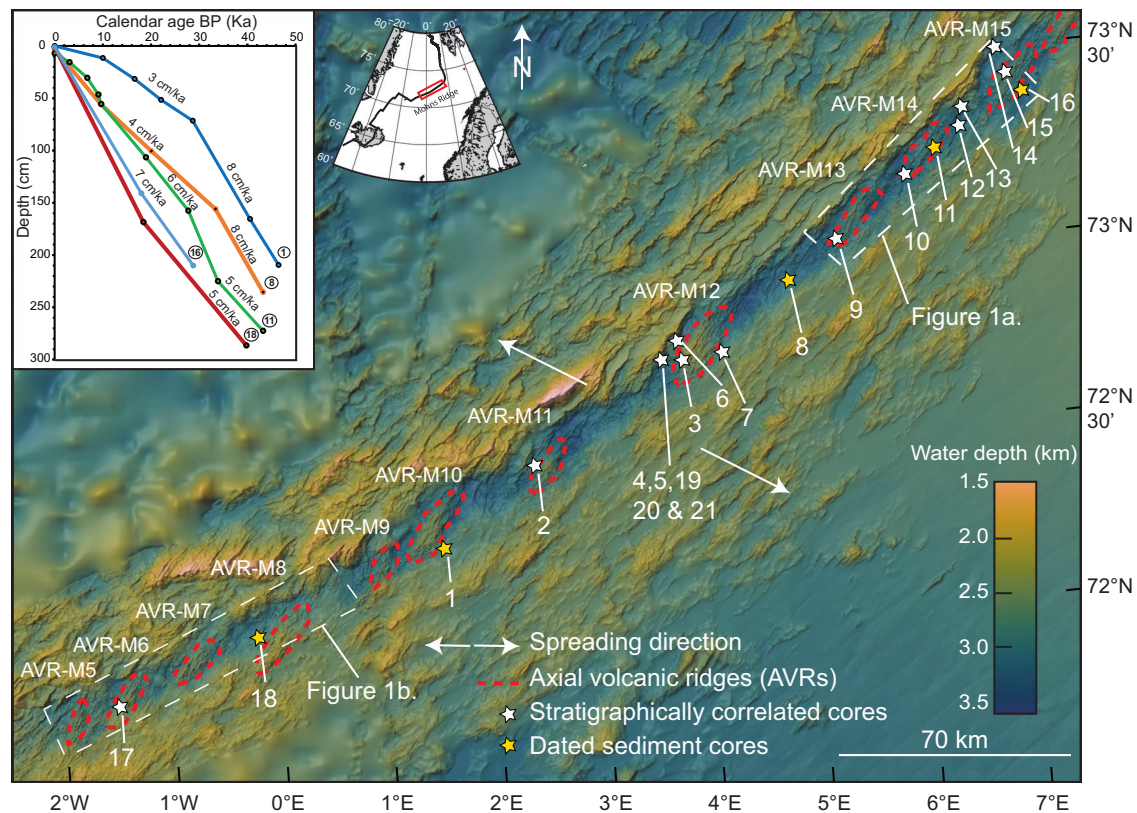 Calendar age BP (Ka)
0 10 20 30 40 50
Depth (cm)
0
50
100
150
200
250
300
3 cm/ka
8 cm/ka
4 cm/ka
6 cm/ka
7 cm/ka
8 cm/ka
5 cm/ka
5 cm/ka
1
16
8
11
18
80 -20° 0° 20°
75°
70°
65°
60°
Mohns Ridge
N
AVR-M15
73°N
30'
AVR-M14
16
15
14
13
12
11
10
AVR-M13
73°N
9
8
Figure 1a.
AVR-M12
6
3
7
4,5,19
20 & 21
72°N
30'
AVR-M11
2
AVR-M10
AVR-M9
1
AVR-M8
72°N
AVR-M7
AVR-M6
AVR-M5
18
17
Figure 1b.
Water depth (km)
1.5
2.0
2.5
3.0
3.5
Spreading direction
Axial volcanic ridges (AVRs)
Stratigraphically correlated cores
Dated sediment cores
70 km
2°W 1°W 0°E 1°E 2°E 3°E 4°E 5°E 6°E 7°E